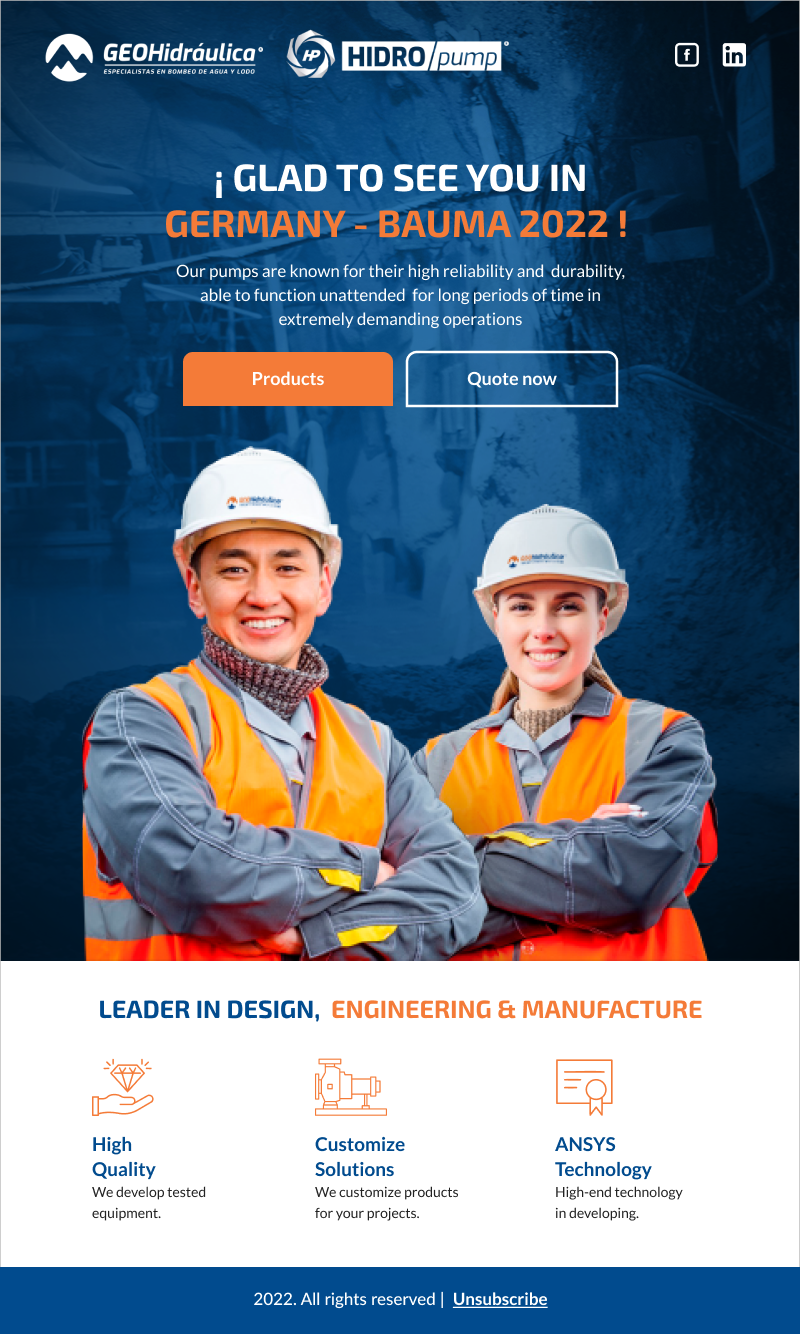 GEOHidráulica
ESPECIALISTAS EN BOMBEO DE AGUA Y LODO
HP HIDRO/pump
f in
¡ GLAD TO SEE YOU IN
GERMANY - BAUMA 2022 !
Our pumps are known for their high reliability and durability,
able to function unattended for long periods of time in
extremely demanding operations
Products
Quote now
GEOHidráulica
GEOHidráulica
LEADER IN DESIGN, ENGINEERING & MANUFACTURE
High
Quality
We develop tested
equipment.
Customize
Solutions
We customize products
for your projects.
ANSYS
Technology
High-end technology
in developing.
2022. All rights reserved | Unsubscribe